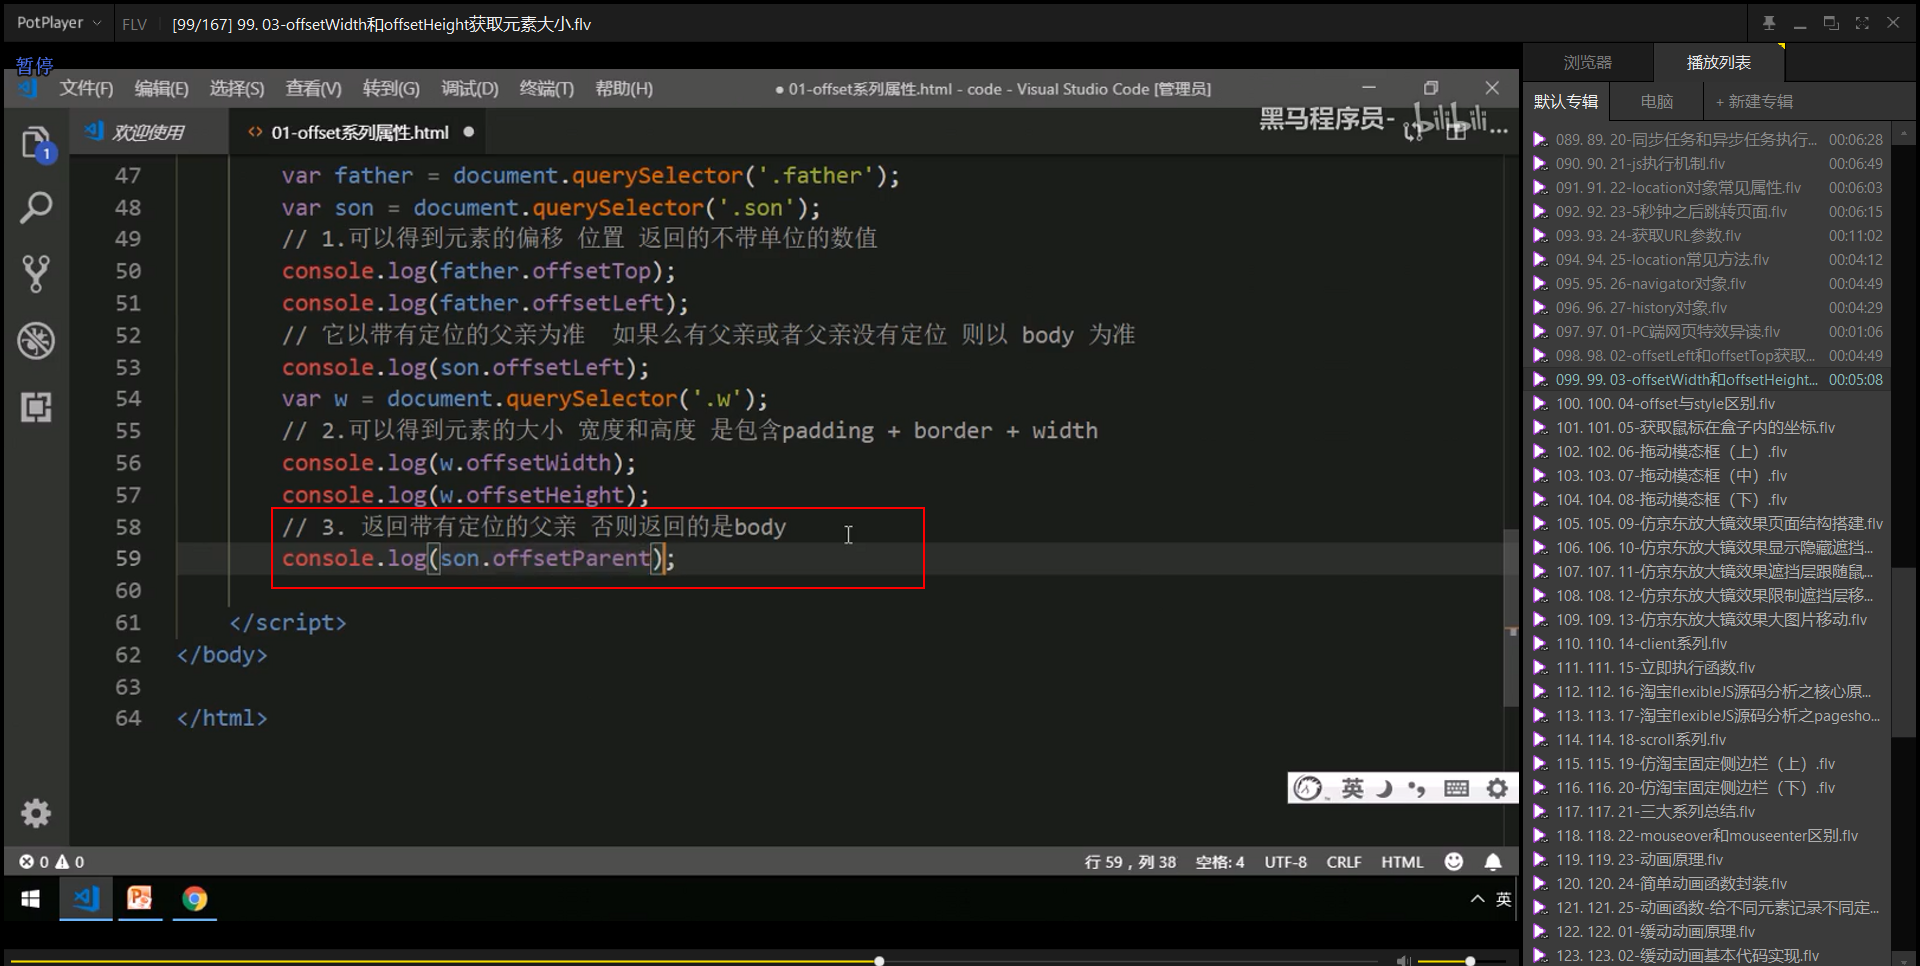 PotPlayer FLV [99/167] 99. 03-offsetWidth和offsetHeight获取元素大小.flv
暂停
文件(F) 编辑(E) 选择(S) 查看(V) 转到(G) 调试(D) 终端(T) 帮助(H) ● 01-offset系列属性.html - code - Visual Studio Code [管理员]
欢迎使用 <> 01-offset系列属性.html ●
黑马程序员- bilibili ...
1
47 var father = document.querySelector('.father');
48 var son = document.querySelector('.son');
49 // 1.可以得到元素的偏移 位置 返回的不带单位的数值
50 console.log(father.offsetTop);
51 console.log(father.offsetLeft);
52 // 它以带有定位的父亲为准 如果么有父亲或者父亲没有定位 则以 body 为准
53 console.log(son.offsetLeft);
54 var w = document.querySelector('.w');
55 // 2.可以得到元素的大小 宽度和高度 是包含padding + border + width
56 console.log(w.offsetWidth);
57 console.log(w.offsetHeight);
58 // 3. 返回带有定位的父亲 否则返回的是body
59 console.log(son.offsetParent);
60
61 </script>
62 </body>
63
64 </html>
英
0 0 行 59，列 38 空格: 4 UTF-8 CRLF HTML
英
浏览器 播放列表
默认专辑 电脑 + 新建专辑
089. 89. 20-同步任务和异步任务执行... 00:06:28
090. 90. 21-js执行机制.flv 00:06:49
091. 91. 22-location对象常见属性.flv 00:06:03
092. 92. 23-5秒钟之后跳转页面.flv 00:06:15
093. 93. 24-获取URL参数.flv 00:11:02
094. 94. 25-location常见方法.flv 00:04:12
095. 95. 26-navigator对象.flv 00:04:49
096. 96. 27-history对象.flv 00:04:29
097. 97. 01-PC端网页特效异读.flv 00:01:06
098. 98. 02-offsetLeft和offsetTop获取... 00:04:49
099. 99. 03-offsetWidth和offsetHeight... 00:05:08
100. 100. 04-offset与style区别.flv
101. 101. 05-获取鼠标在盒子内的坐标.flv
102. 102. 06-拖动模态框（上）.flv
103. 103. 07-拖动模态框（中）.flv
104. 104. 08-拖动模态框（下）.flv
105. 105. 09-仿京东放大镜效果页面结构搭建.flv
106. 106. 10-仿京东放大镜效果显示隐藏遮挡...
107. 107. 11-仿京东放大镜效果遮挡层跟随鼠...
108. 108. 12-仿京东放大镜效果限制遮挡层移...
109. 109. 13-仿京东放大镜效果大图片移动.flv
110. 110. 14-client系列.flv
111. 111. 15-立即执行函数.flv
112. 112. 16-淘宝flexibleJS源码分析之核心原...
113. 113. 17-淘宝flexibleJS源码分析之pagesho...
114. 114. 18-scroll系列.flv
115. 115. 19-仿淘宝固定侧边栏（上）.flv
116. 116. 20-仿淘宝固定侧边栏（下）.flv
117. 117. 21-三大系列总结.flv
118. 118. 22-mouseover和mouseenter区别.flv
119. 119. 23-动画原理.flv
120. 120. 24-简单动画函数封装.flv
121. 121. 25-动画函数-给不同元素记录不同定...
122. 122. 01-缓动动画原理.flv
123. 123. 02-缓动动画基本代码实现.flv